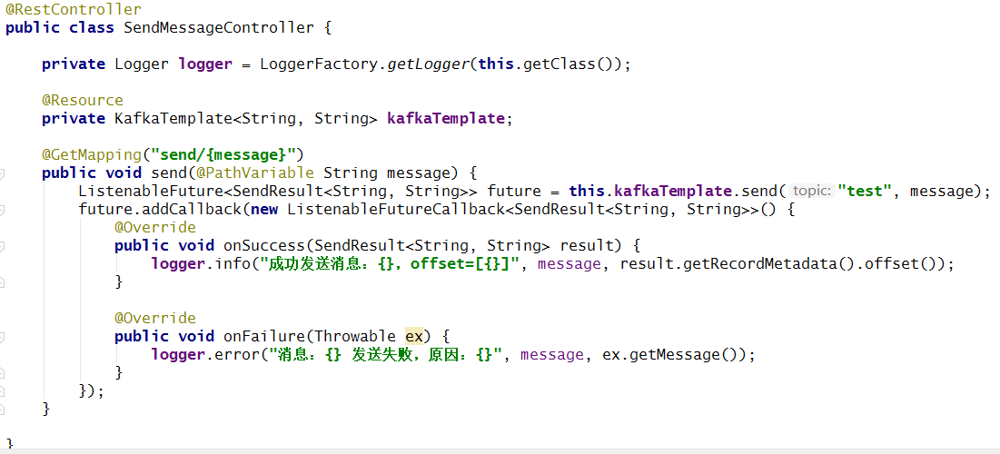 @RestController
public class SendMessageController {
private Logger logger = LoggerFactory.getLogger(this.getClass());
@Resource
private KafkaTemplate<String, String> kafkaTemplate;
@GetMapping("send/{message}")
public void send(@PathVariable String message) {
ListenableFuture<SendResult<String, String>> future = this.kafkaTemplate.send( topic: "test", message);
future.addCallback(new ListenableFutureCallback<SendResult<String, String>>() {
@Override
public void onSuccess(SendResult<String, String> result) {
logger.info("成功发送消息：{}，offset=[{}]", message, result.getRecordMetadata().offset());
}
@Override
public void onFailure(Throwable ex) {
logger.error("消息：{} 发送失败，原因：{}", message, ex.getMessage());
}
});
}
}